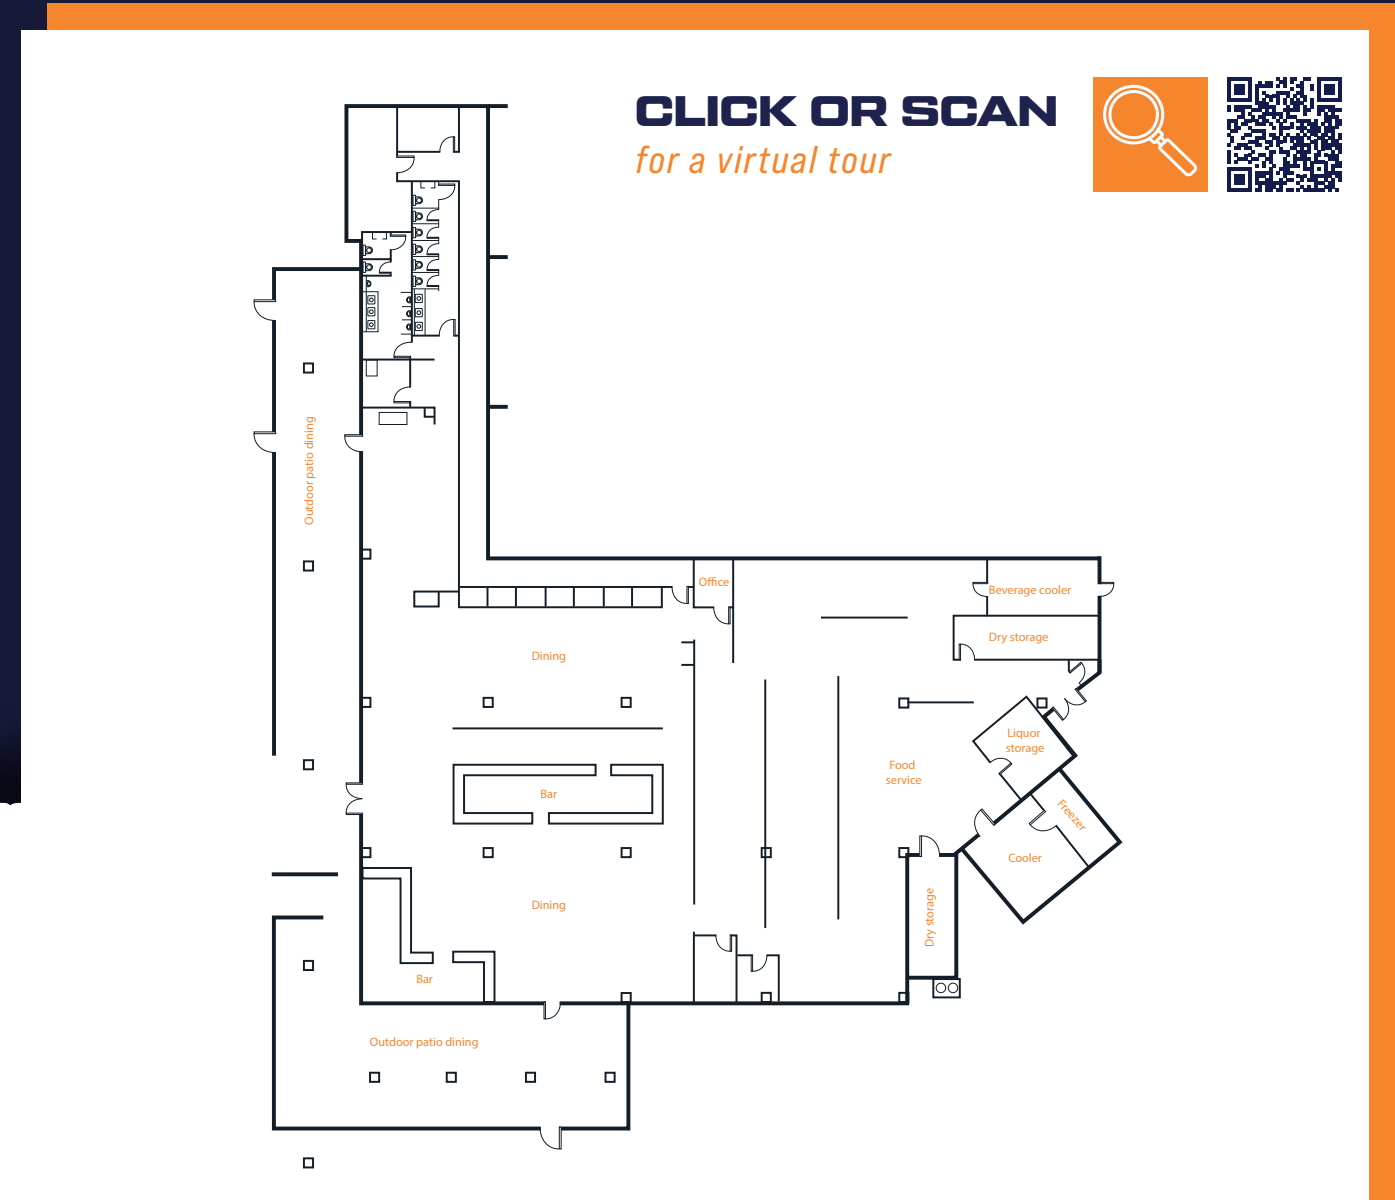 CLICK OR SCAN
for a virtual tour
Outdoor patio dining
Office
Beverage cooler
Dry storage
Dining
Liquor
storage
Food
service
Bar
Freezer
Cooler
Dining
Dry storage
Bar
Outdoor patio dining